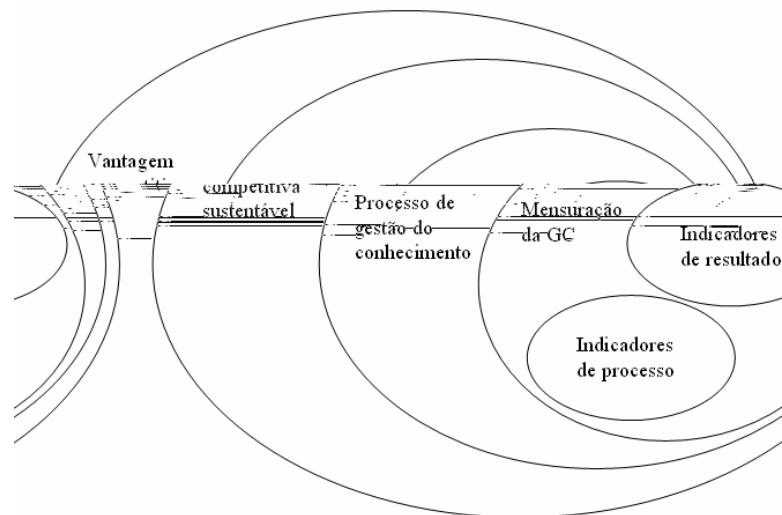 Vantagem
competitiva
sustentável
Processo de
gestão do
conhecimento
Mensuração
da GC
Indicadores
de resultado
Indicadores
de processo